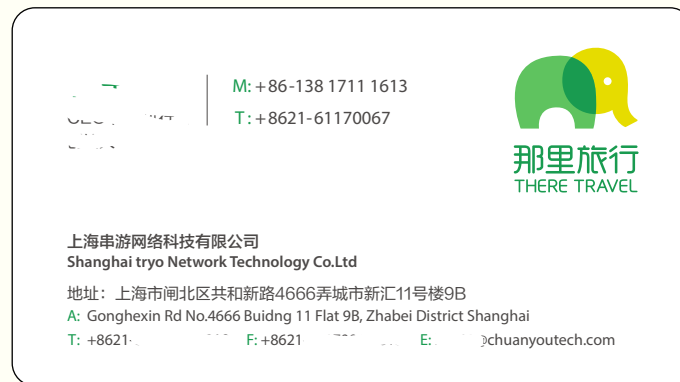 M: +86-138 1711 1613
T: +8621-61170067
那里旅行
THERE TRAVEL
上海串游网络科技有限公司
Shanghai tryo Network Technology Co.Ltd
地址：上海市闸北区共和新路4666弄城市新汇11号楼9B
A: Gonghexin Rd No.4666 Buidng 11 Flat 9B, Zhabei District Shanghai
T: +8621- F: +8621 E: @chuanyoutech.com